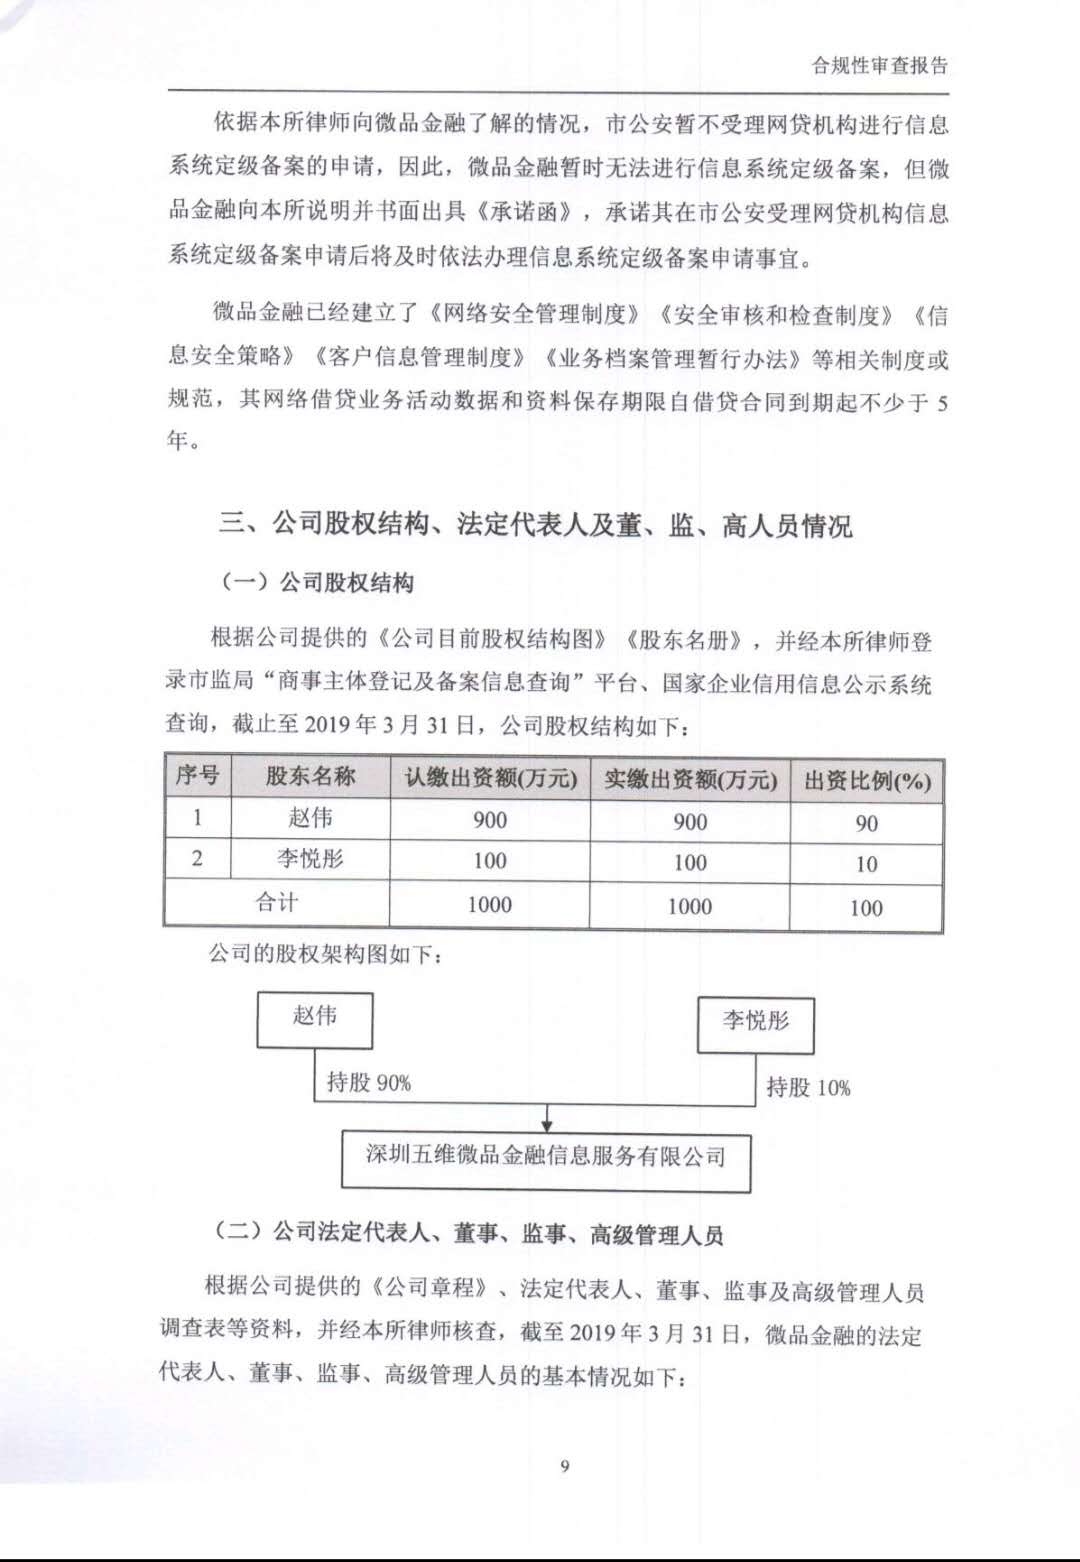 合规性审查报告
依据本所律师向微品金融了解的情况，市公安暂不受理网贷机构进行信息
系统定级备案的申请，因此，微品金融暂时无法进行信息系统定级备案，但微
品金融向本所说明并书面出具《承诺函》，承诺其在市公安受理网贷机构信息
系统定级备案申请后将及时依法办理信息系统定级备案申请事宜。
微品金融已经建立了《网络安全管理制度》《安全审核和检查制度》《信
息安全策略》《客户信息管理制度》《业务档案管理暂行办法》等相关制度或
规范，其网络借贷业务活动数据和资料保存期限自借贷合同到期起不少于 5
年。
三、公司股权结构、法定代表人及董、监、高人员情况
（一）公司股权结构
根据公司提供的《公司目前股权结构图》《股东名册》，并经本所律师登
录市监局“商事主体登记及备案信息查询”平台、国家企业信用信息公示系统
查询，截止至 2019 年 3 月 31 日，公司股权结构如下：
序号 股东名称 认缴出资额(万元) 实缴出资额(万元) 出资比例(%)
1 赵伟 900 900 90
2 李悦彤 100 100 10
合计 1000 1000 100
公司的股权架构图如下：
赵伟 李悦彤
持股 90% 持股 10%
深圳五维微品金融信息服务有限公司
（二）公司法定代表人、董事、监事、高级管理人员
根据公司提供的《公司章程》、法定代表人、董事、监事及高级管理人员
调查表等资料，并经本所律师核查，截至 2019 年 3 月 31 日，微品金融的法定
代表人、董事、监事、高级管理人员的基本情况如下：
9